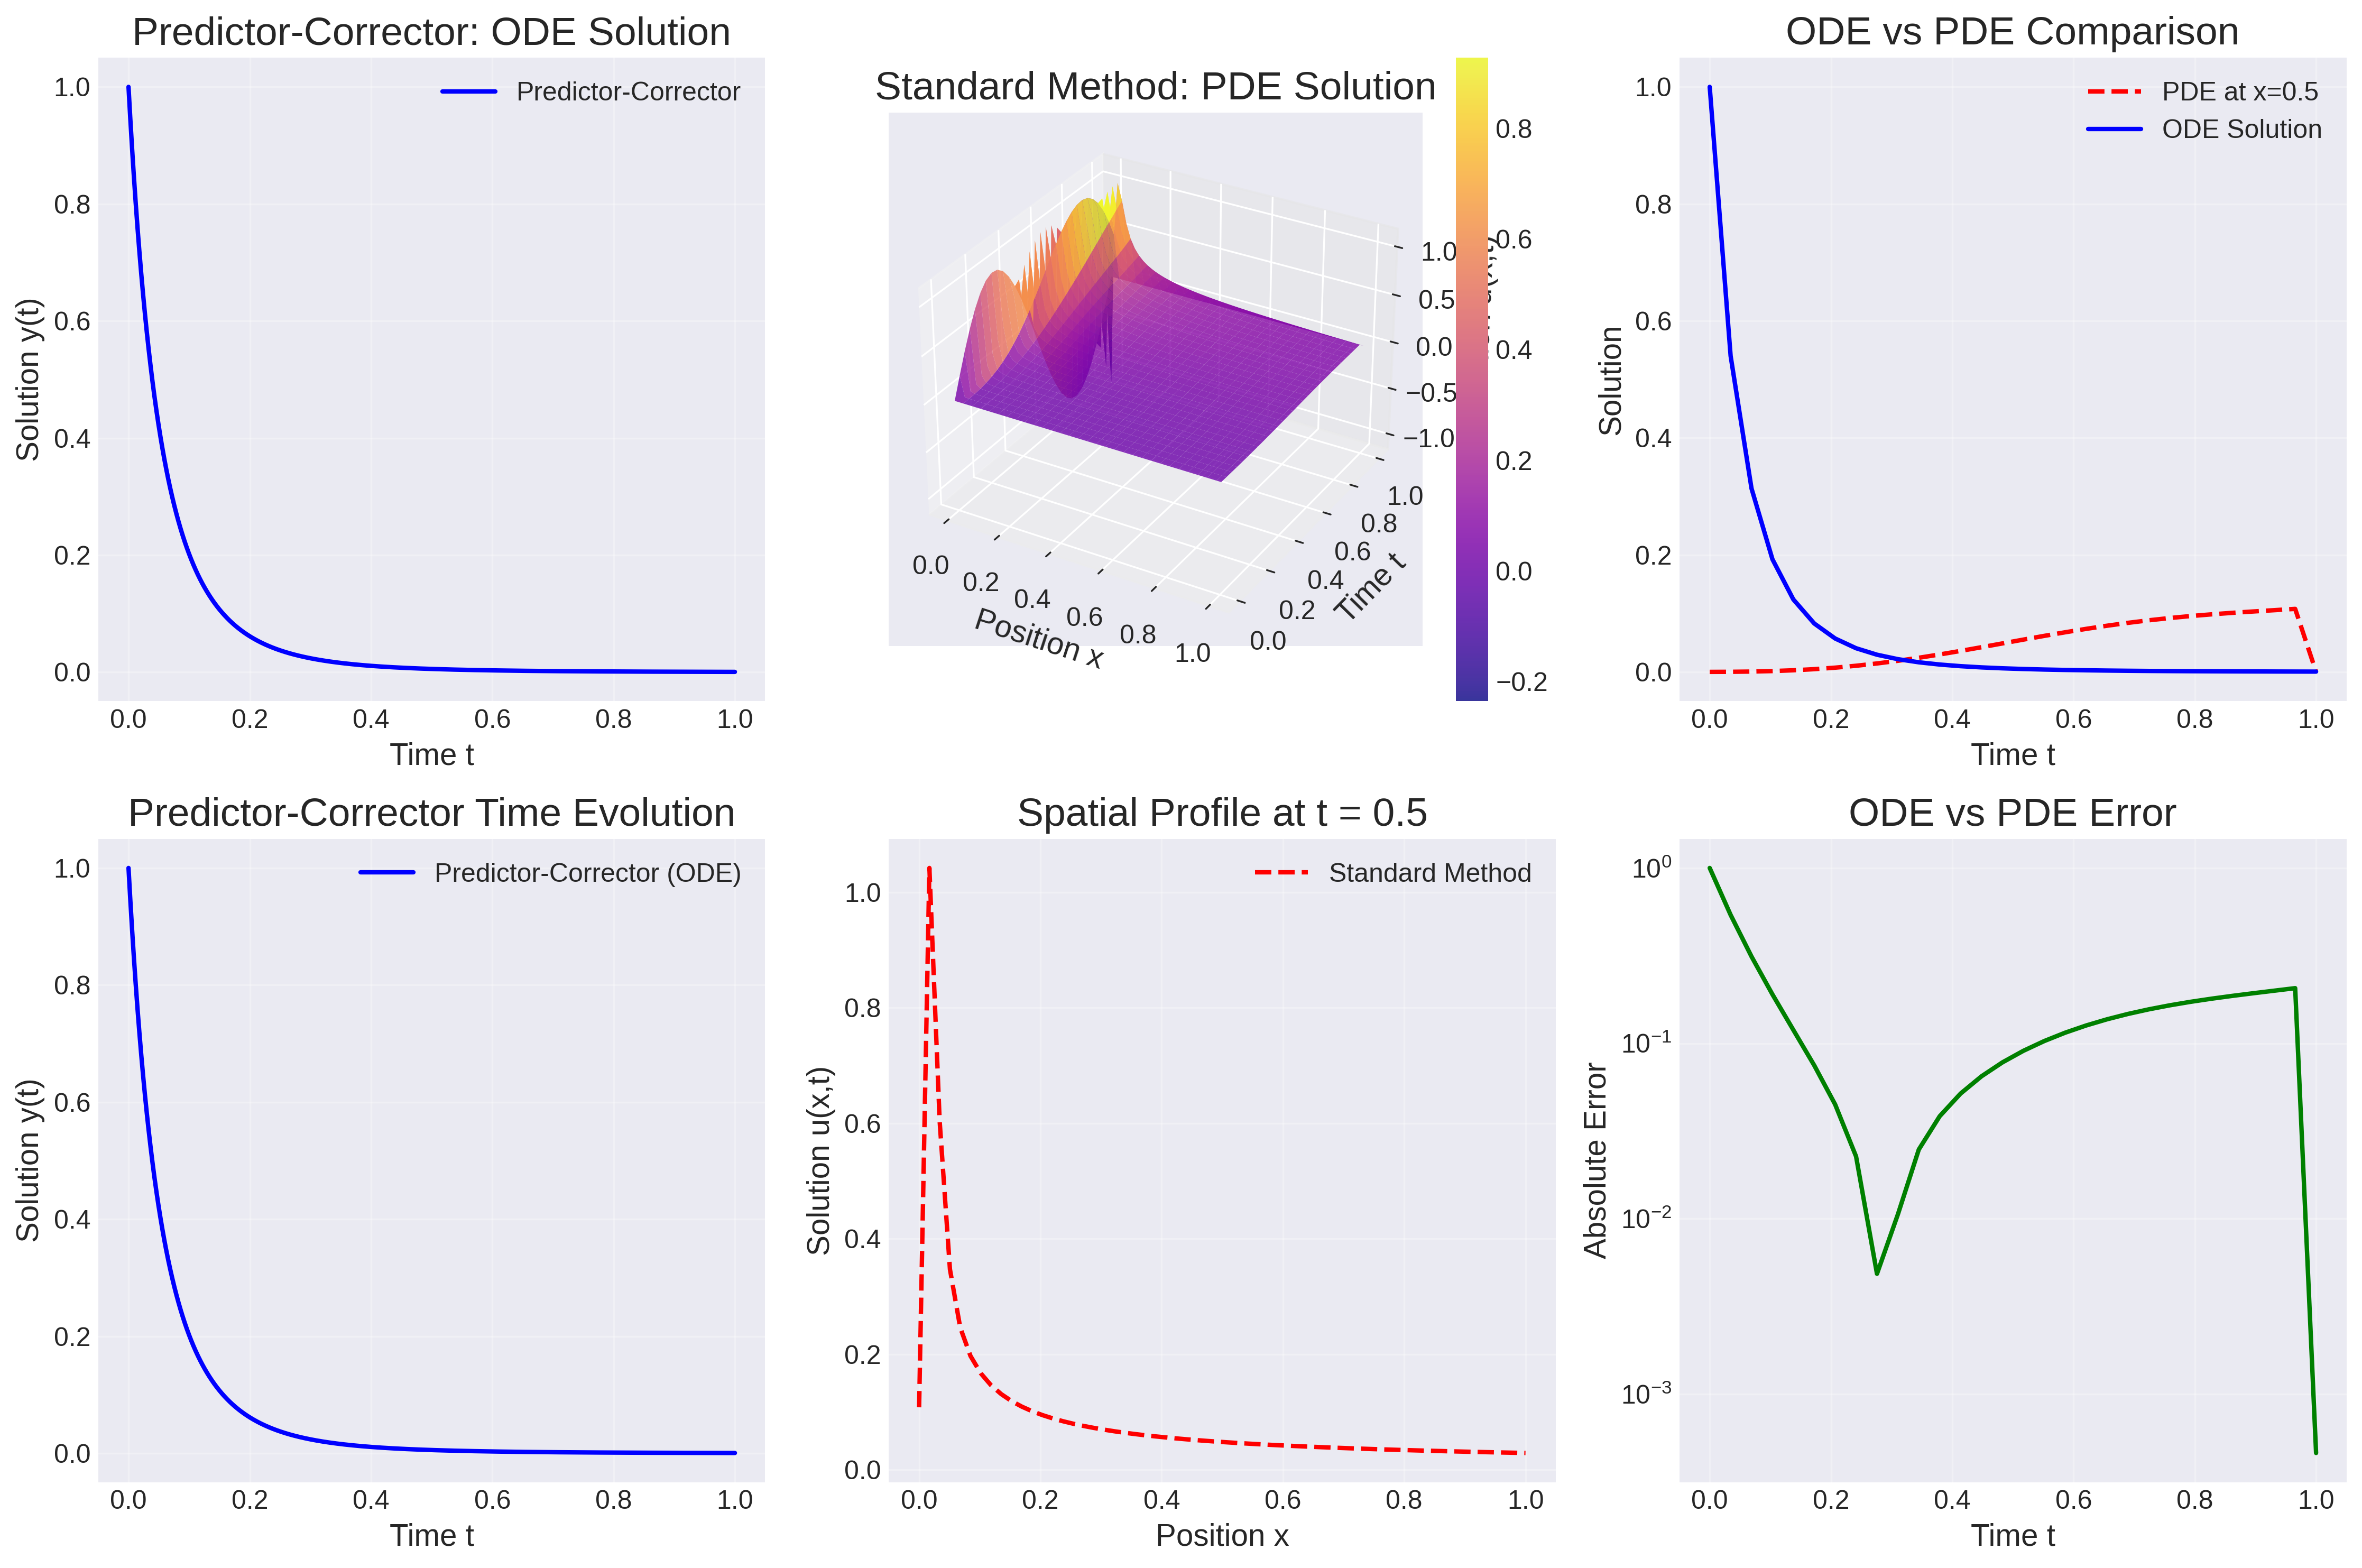 Predictor-Corrector: ODE Solution
Solution y(t)
1.0
0.8
0.6
0.4
0.2
0.0
0.0 0.2 0.4 0.6 0.8 1.0
Time t
Predictor-Corrector
Standard Method: PDE Solution
0.0 0.2 0.4 0.6 0.8 1.0
Position x
0.0 0.2 0.4 0.6 0.8 1.0
Time t
1.0
0.5
0.0
−0.5
−1.0
0.8
0.6
0.4
0.2
0.0
−0.2
ODE vs PDE Comparison
Solution
1.0
0.8
0.6
0.4
0.2
0.0
0.0 0.2 0.4 0.6 0.8 1.0
Time t
PDE at x=0.5
ODE Solution
Predictor-Corrector Time Evolution
Solution y(t)
1.0
0.8
0.6
0.4
0.2
0.0
0.0 0.2 0.4 0.6 0.8 1.0
Time t
Predictor-Corrector (ODE)
Spatial Profile at t = 0.5
Solution u(x,t)
1.0
0.8
0.6
0.4
0.2
0.0
0.0 0.2 0.4 0.6 0.8 1.0
Position x
Standard Method
ODE vs PDE Error
Absolute Error
10⁰
10⁻¹
10⁻²
10⁻³
0.0 0.2 0.4 0.6 0.8 1.0
Time t